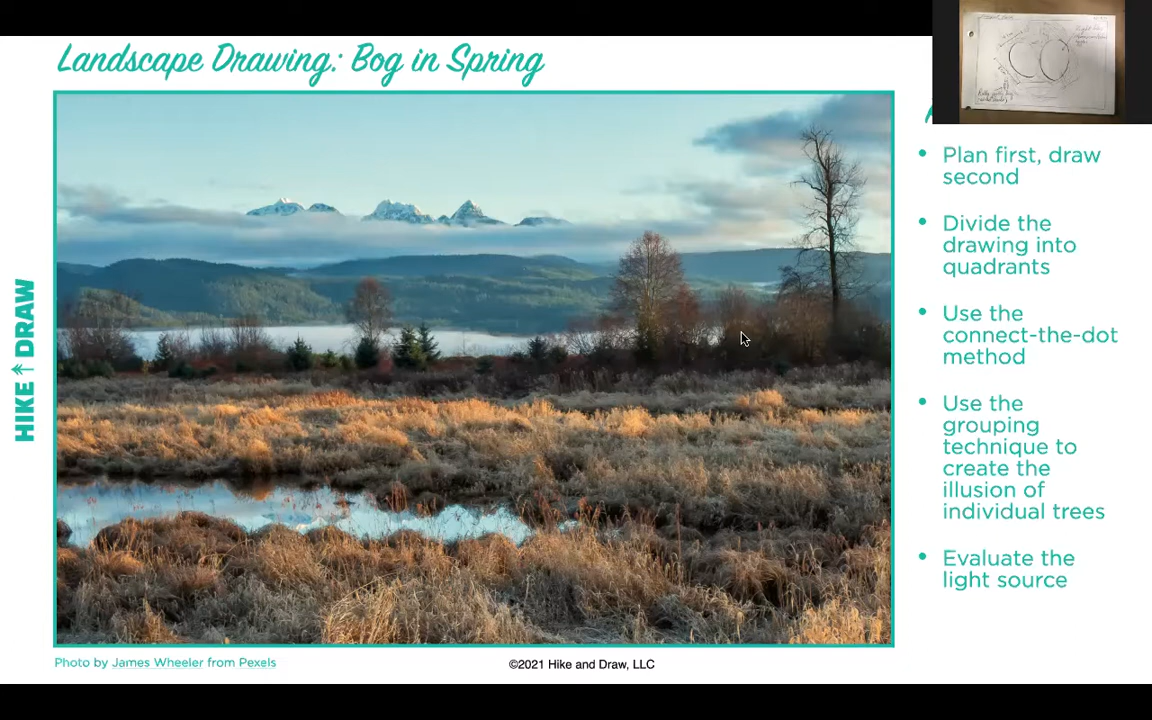 Landscape Drawing: Bog in Spring
HIKE DRAW
Plan first, draw
second
Divide the
drawing into
quadrants
Use the
connect-the-dot
method
Use the
grouping
technique to
create the
illusion of
individual trees
Evaluate the
light source
Photo by James Wheeler from Pexels
©2021 Hike and Draw, LLC